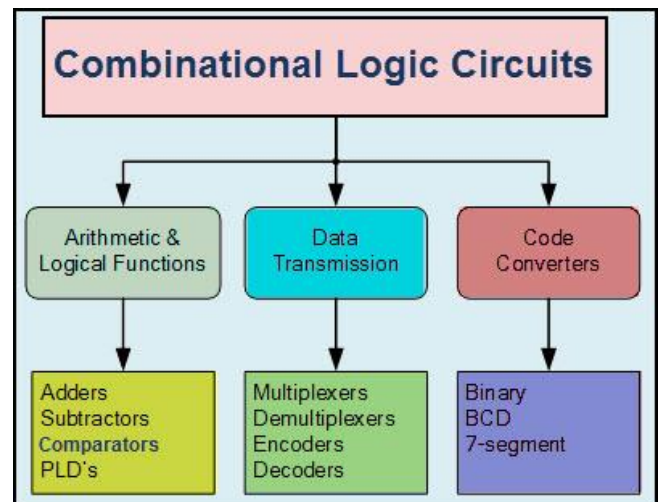 Combinational Logic Circuits
Arithmetic &
Logical Functions
Data
Transmission
Code
Converters
Adders
Subtractors
Comparators
PLD's
Multiplexers
Demultiplexers
Encoders
Decoders
Binary
BCD
7-segment